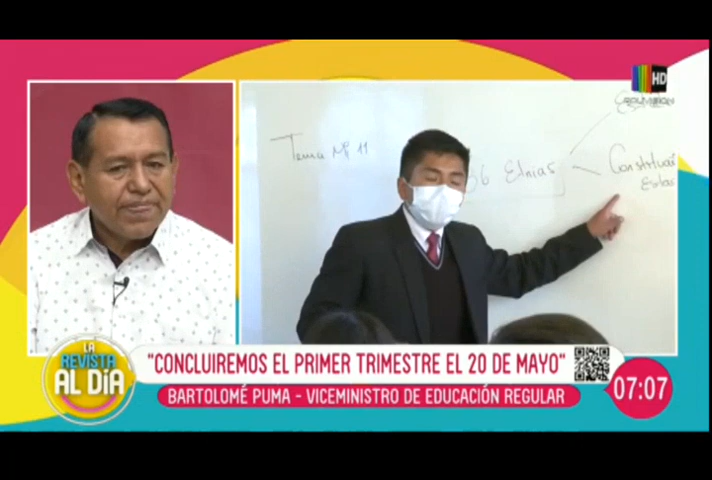 HD
Tema Nº 11
36 Etnias
Constituciónal
LA
REVISTA
AL DÍA
"CONCLUIREMOS EL PRIMER TRIMESTRE EL 20 DE MAYO"
BARTOLOMÉ PUMA - VICEMINISTRO DE EDUCACIÓN REGULAR
07:07